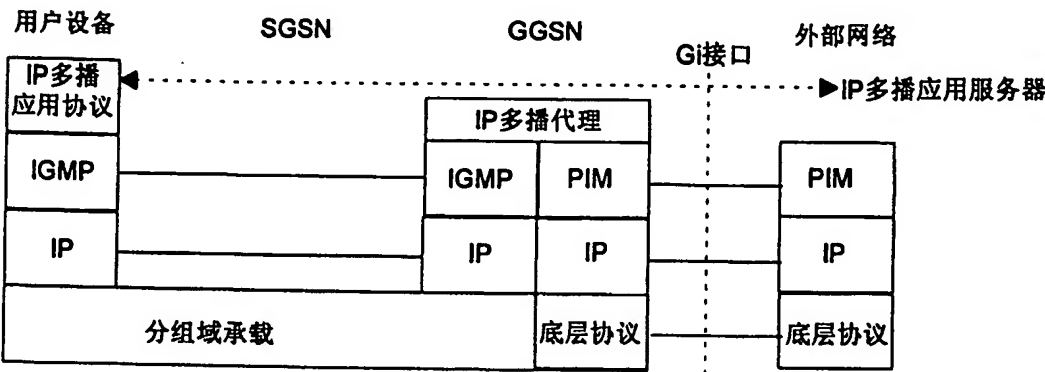 用户设备
SGSN
GGSN
Gi接口
外部网络
IP多播
应用协议
IP多播应用服务器
IP多播代理
IGMP
IGMP
PIM
PIM
IP
IP
IP
IP
分组域承载
底层协议
底层协议